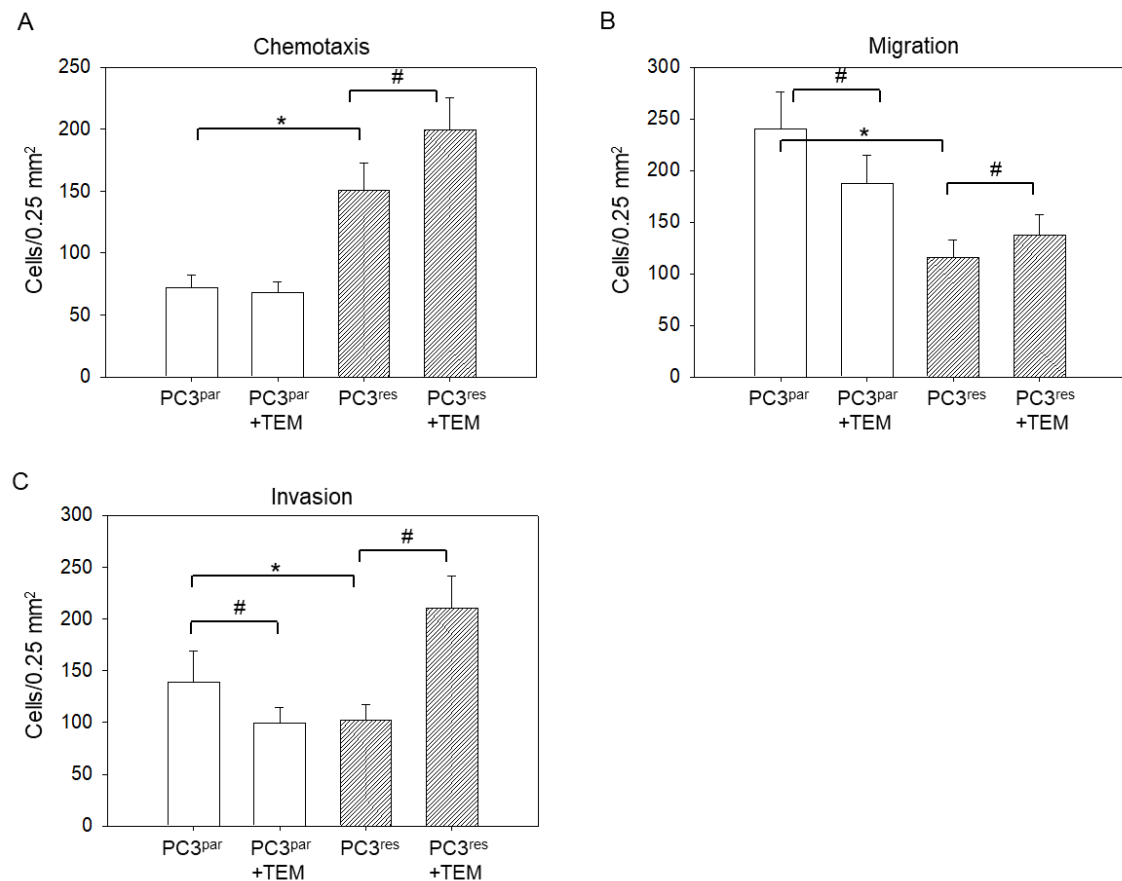 A
Chemotaxis
250
200
150
100
50
0
Cells/0.25 mm²
*
#
PC3ᵖᵃʳ
PC3ᵖᵃʳ
+TEM
PC3ʳᵉˢ
PC3ʳᵉˢ
+TEM
B
Migration
300
250
200
150
100
50
0
Cells/0.25 mm²
#
*
#
PC3ᵖᵃʳ
PC3ᵖᵃʳ
+TEM
PC3ʳᵉˢ
PC3ʳᵉˢ
+TEM
C
Invasion
300
250
200
150
100
50
0
Cells/0.25 mm²
#
*
#
PC3ᵖᵃʳ
PC3ᵖᵃʳ
+TEM
PC3ʳᵉˢ
PC3ʳᵉˢ
+TEM